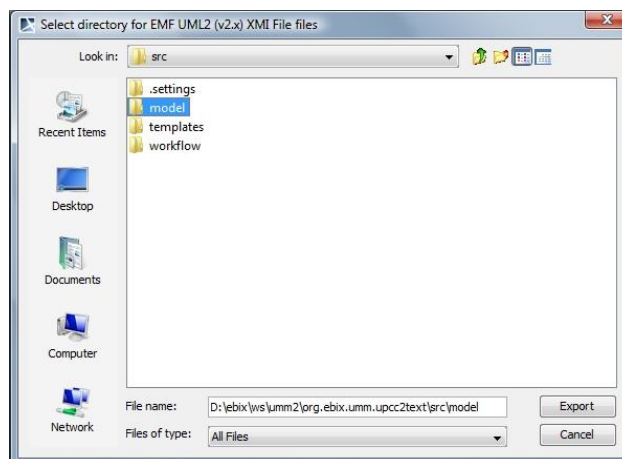 Select directory for EMF UML2 (v2.x) XMI File files
Look in: src
.settings
model
templates
workflow
Recent Items
Desktop
Documents
Computer
Network
File name: D:\ebix\ws\umm2\org.ebix.umm.upcc2text\src\model Export
Files of type: All Files Cancel